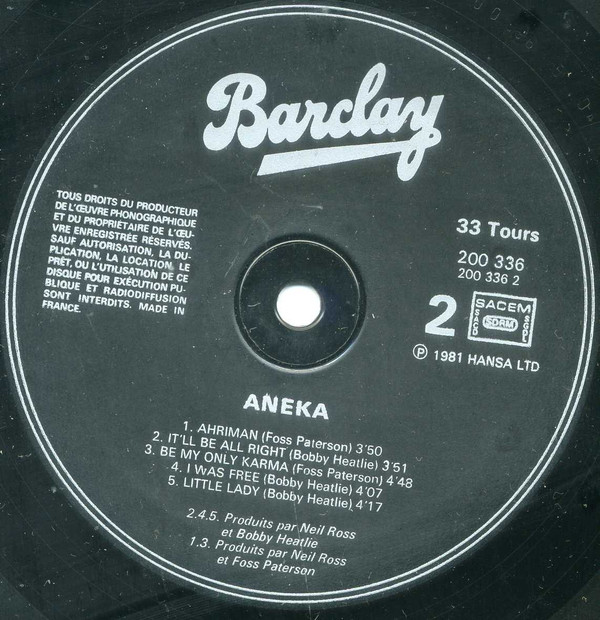 Barclay
TOUS DROITS DU PRODUCTEUR
DE L'ŒUVRE PHONOGRAPHIQUE
ET DU PROPRIÉTAIRE DE L'ŒU-
VRE ENREGISTRÉE RÉSERVÉS.
SAUF AUTORISATION, LA DU-
PLICATION, LA LOCATION, LE
PRÊT, OU L'UTILISATION DE CE
DISQUE POUR EXÉCUTION PU-
BLIQUE ET RADIODIFFUSION
SONT INTERDITS. MADE IN
FRANCE.
33 Tours
200 336
200 336 2
2
SACEM
SACD
SDRM
SGDL
℗ 1981 HANSA LTD
ANEKA
1. AHRIMAN (Foss Paterson) 3'50
2. IT'LL BE ALL RIGHT (Bobby Heatlie) 3'51
3. BE MY ONLY KARMA (Foss Paterson) 4'48
4. I WAS FREE (Bobby Heatlie) 4'07
5. LITTLE LADY (Bobby Heatlie) 4'17
2.4.5. Produits par Neil Ross
et Bobby Heatlie
1.3. Produits par Neil Ross
et Foss Paterson